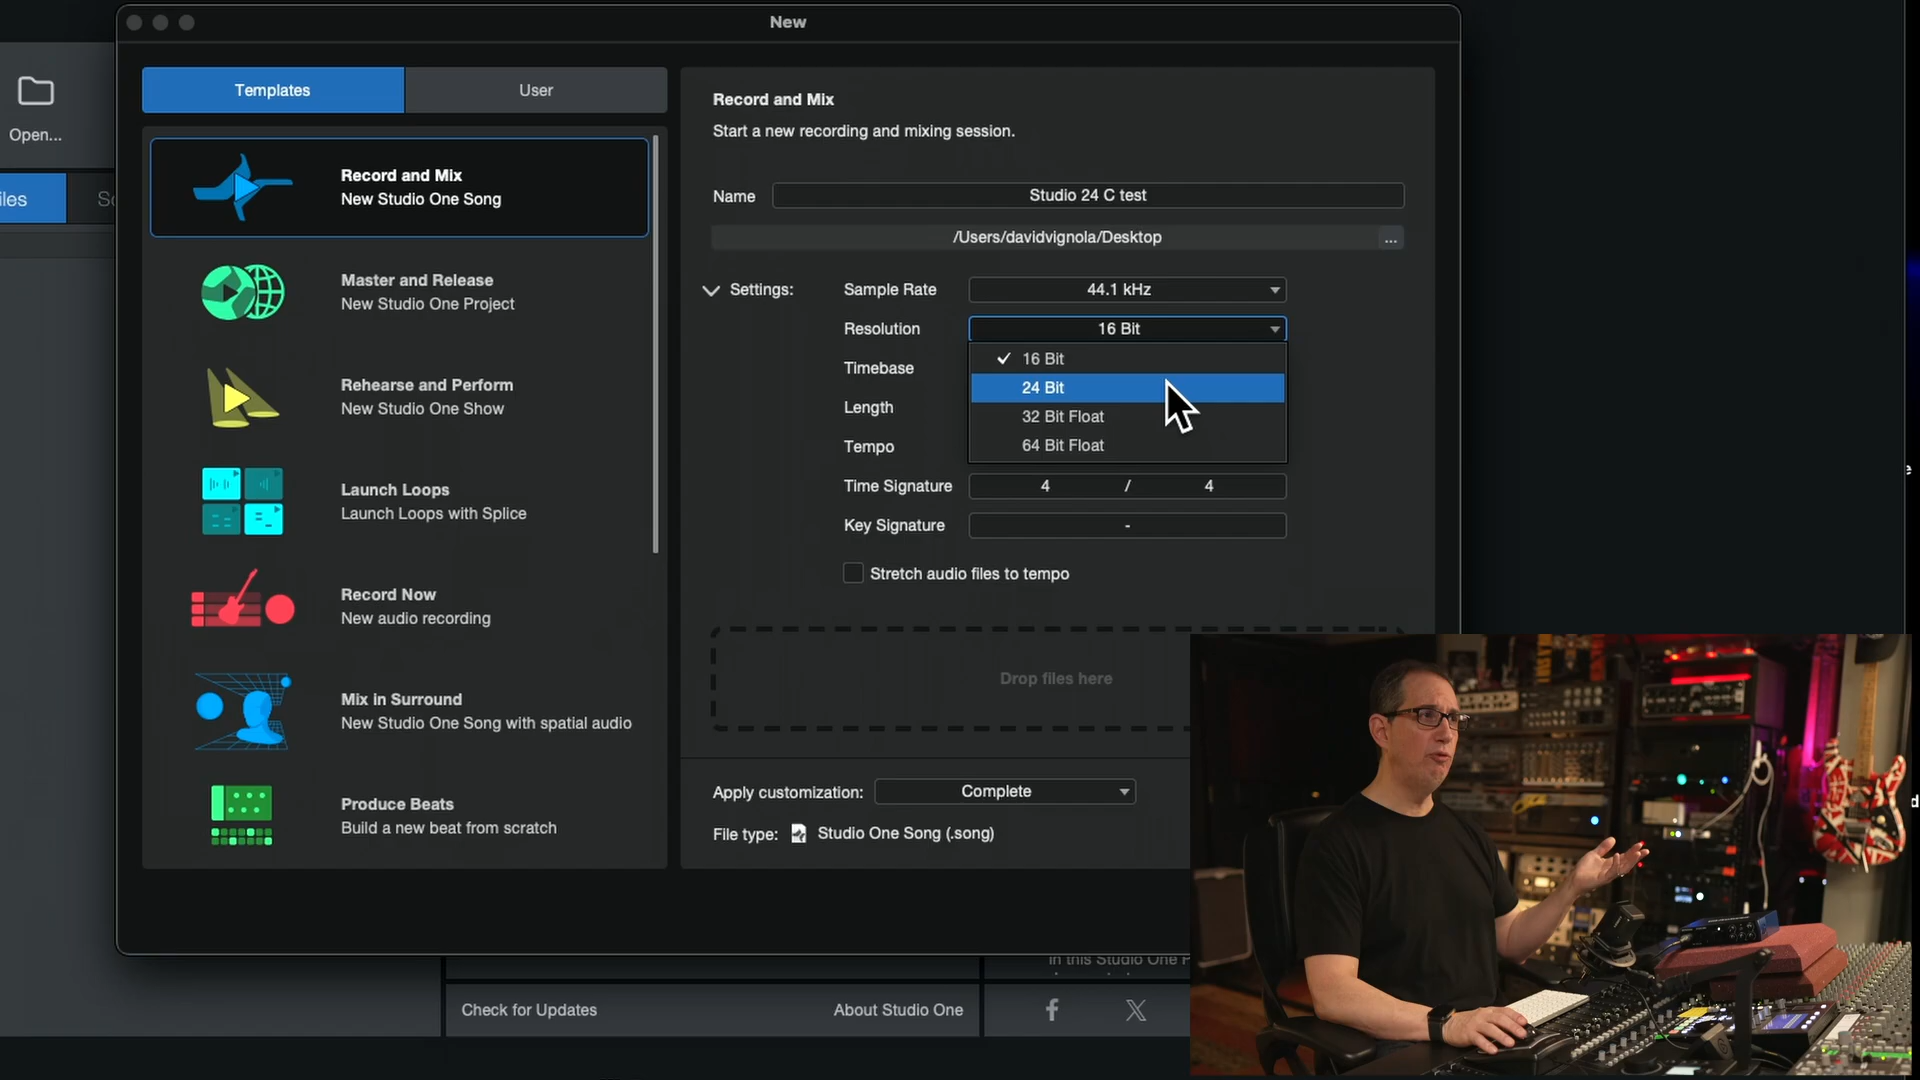 New
Open...
iles
Templates
User
Record and Mix
New Studio One Song
Master and Release
New Studio One Project
Rehearse and Perform
New Studio One Show
Launch Loops
Launch Loops with Splice
Record Now
New audio recording
Mix in Surround
New Studio One Song with spatial audio
Produce Beats
Build a new beat from scratch
Record and Mix
Start a new recording and mixing session.
Name
Studio 24 C test
/Users/davidvignola/Desktop
...
Settings:
Sample Rate
44.1 kHz
Resolution
16 Bit
16 Bit
24 Bit
32 Bit Float
64 Bit Float
Timebase
Length
Tempo
Time Signature
4 / 4
Key Signature
-
Stretch audio files to tempo
Drop files here
Apply customization:
Complete
File type:
Studio One Song (.song)
in this Studio One P
Check for Updates
About Studio One